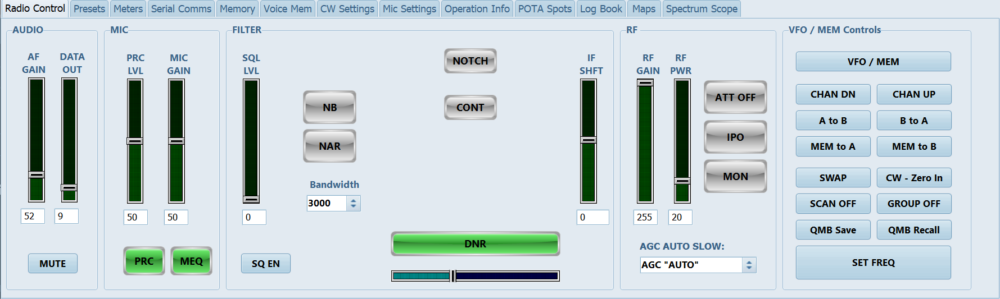 Radio Control Presets Meters Serial Comms Memory Voice Mem CW Settings Mic Settings Operation Info POTA Spots Log Book Maps Spectrum Scope
AUDIO
AF GAIN
DATA OUT
52
9
MUTE
MIC
PRC LVL
MIC GAIN
50
50
PRC
MEQ
FILTER
SQL LVL
0
SQ EN
NB
NAR
Bandwidth
3000
NOTCH
CONT
DNR
IF SHFT
0
RF
RF GAIN
RF PWR
255
20
ATT OFF
IPO
MON
AGC AUTO SLOW:
AGC "AUTO"
VFO / MEM Controls
VFO / MEM
CHAN DN
CHAN UP
A to B
B to A
MEM to A
MEM to B
SWAP
CW - Zero In
SCAN OFF
GROUP OFF
QMB Save
QMB Recall
SET FREQ